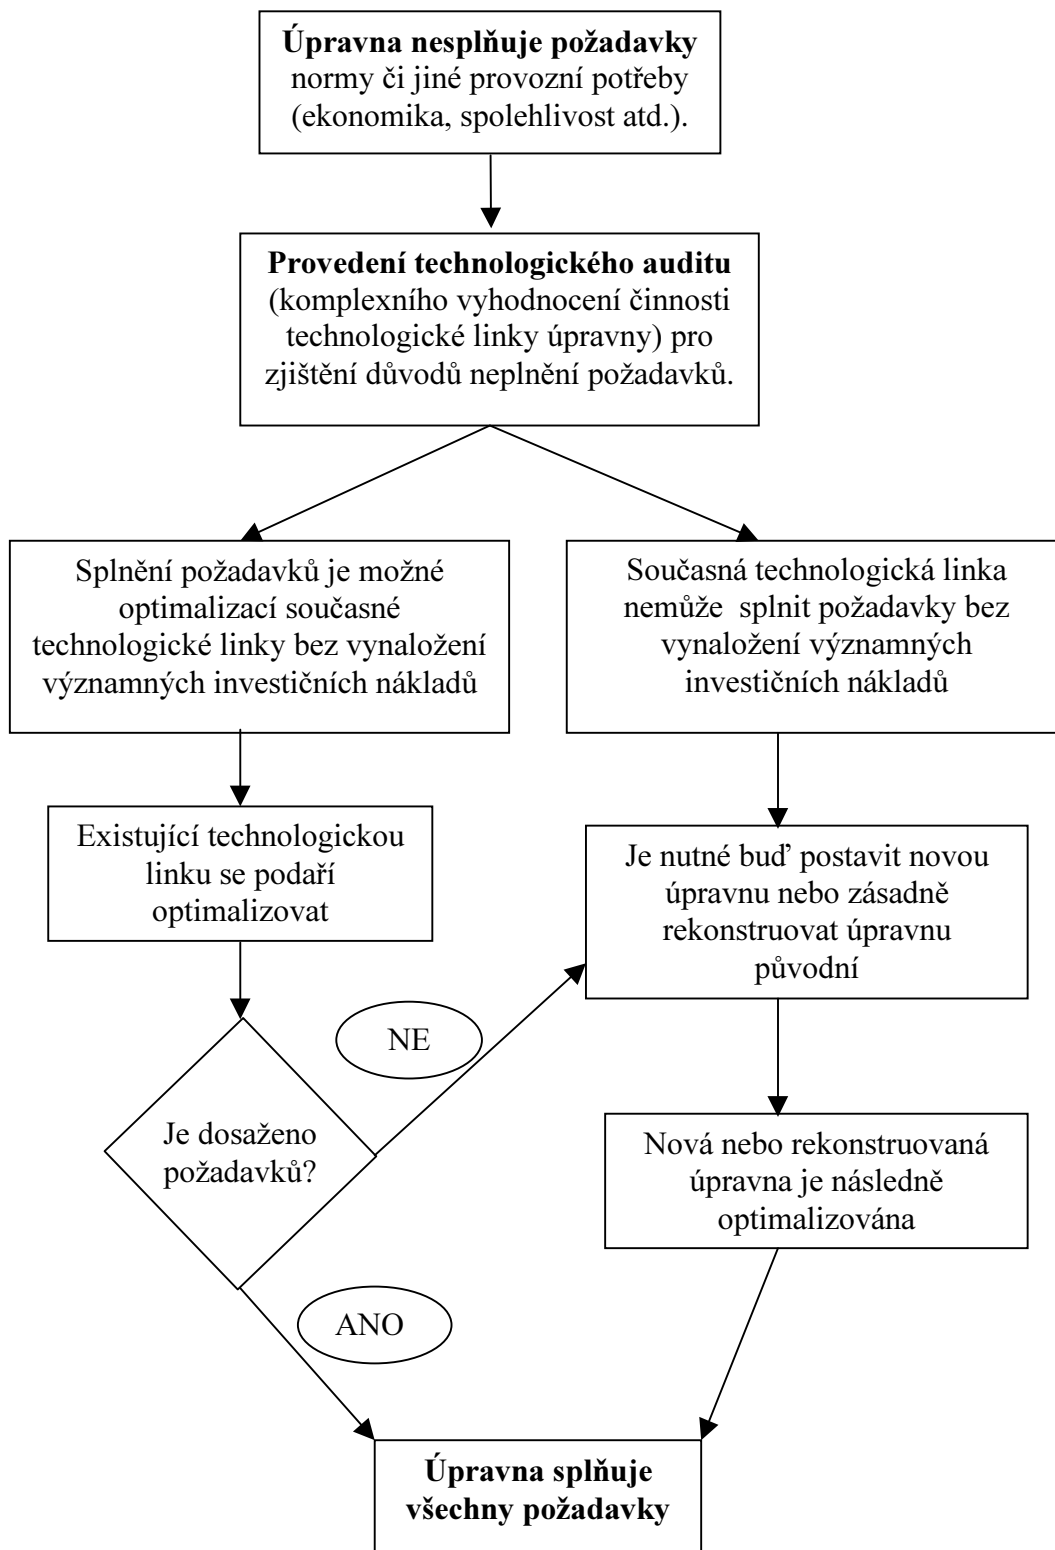 Úpravna nesplňuje požadavky
normy či jiné provozní potřeby
(ekonomika, spolehlivost atd.).
Provedení technologického auditu
(komplexního vyhodnocení činnosti
technologické linky úpravny) pro
zjištění důvodů neplnění požadavků.
Splnění požadavků je možné
optimalizací současné
technologické linky bez vynaložení
významných investičních nákladů
Současná technologická linka
nemůže  splnit požadavky bez
vynaložení významných
investičních nákladů
Existující technologickou
linku se podaří
optimalizovat
Je nutné buď postavit novou
úpravnu nebo zásadně
rekonstruovat úpravnu
původní
NE
Je dosaženo
požadavků?
Nová nebo rekonstruovaná
úpravna je následně
optimalizována
ANO
Úpravna splňuje
všechny požadavky